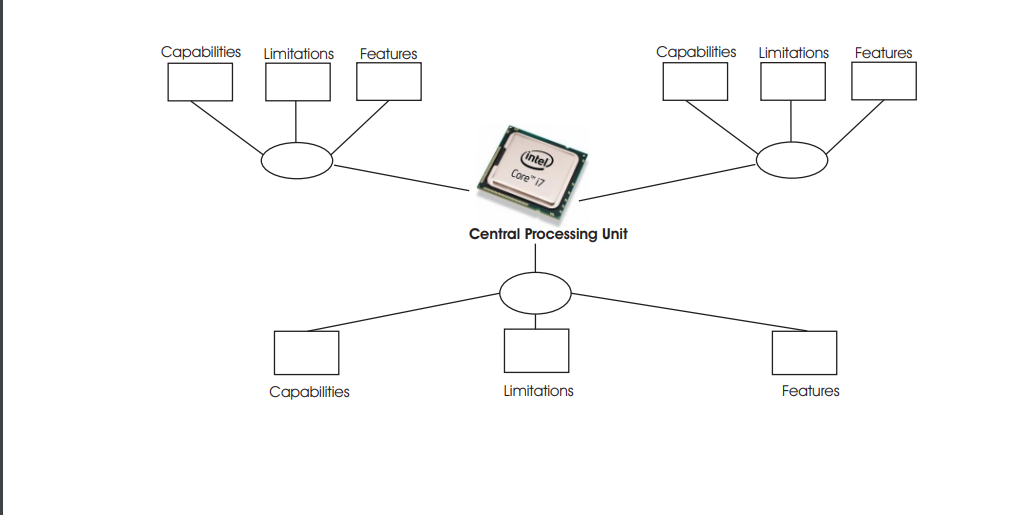 Capabilities Limitations Features
Capabilities Limitations Features
intel
Core™ i7
Central Processing Unit
Capabilities
Limitations
Features